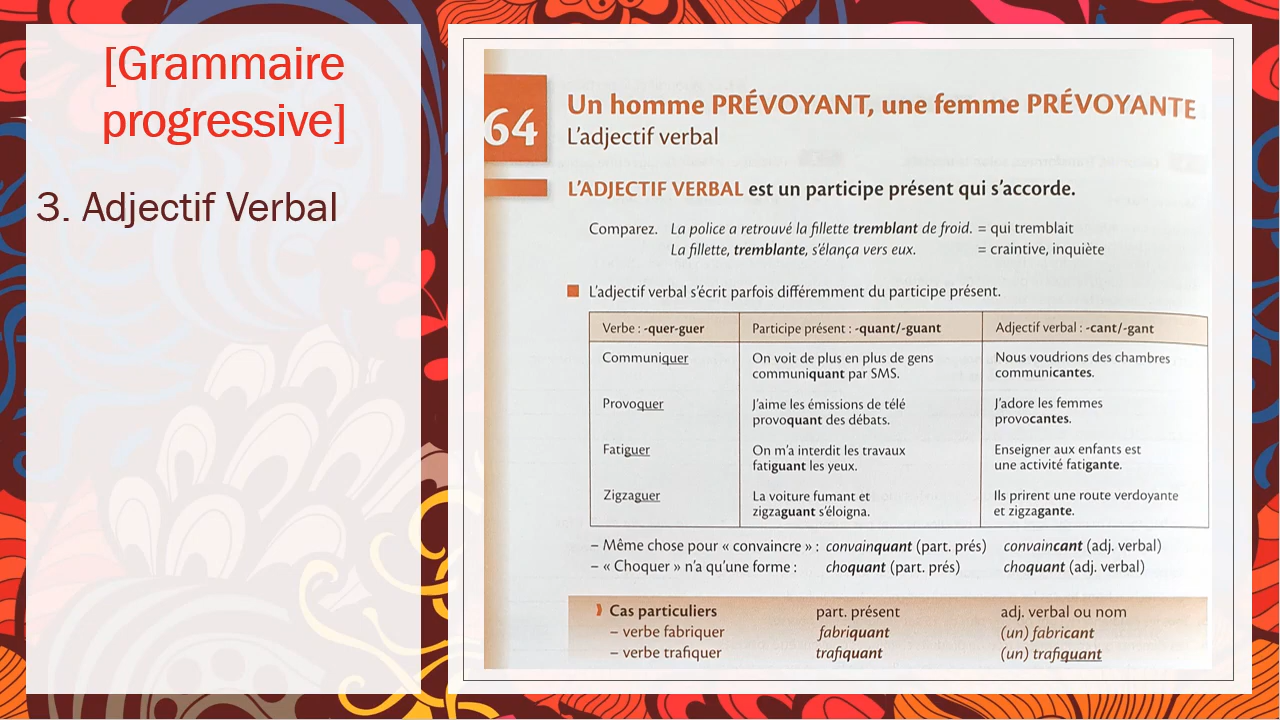 [Grammaire
progressive]
3. Adjectif Verbal
64
Un homme PRÉVOYANT, une femme PRÉVOYANTE
L'adjectif verbal
L'ADJECTIF VERBAL est un participe présent qui s'accorde.
Comparez. La police a retrouvé la fillette tremblant de froid. = qui tremblait
La fillette, tremblante, s'élança vers eux. = craintive, inquiète
L'adjectif verbal s'écrit parfois différemment du participe présent.
Verbe : -quer-guer Participe présent : -quant/-guant Adjectif verbal : -cant/-gant
Communiquer On voit de plus en plus de gens Nous voudrions des chambres
communiquant par SMS. communicantes.
Provoquer J'aime les émissions de télé J'adore les femmes
provoquant des débats. provocantes.
Fatiguer On m'a interdit les travaux Enseigner aux enfants est
fatiguant les yeux. une activité fatigante.
Zigzaguer La voiture fumant et Ils prirent une route verdoyante
zigzaguant s'éloigna. et zigzagante.
– Même chose pour « convaincre » : convainquant (part. prés) convaincant (adj. verbal)
– « Choquer » n'a qu'une forme : choquant (part. prés) choquant (adj. verbal)
Cas particuliers part. présent adj. verbal ou nom
– verbe fabriquer fabriquant (un) fabricant
– verbe trafiquer trafiquant (un) trafiquant